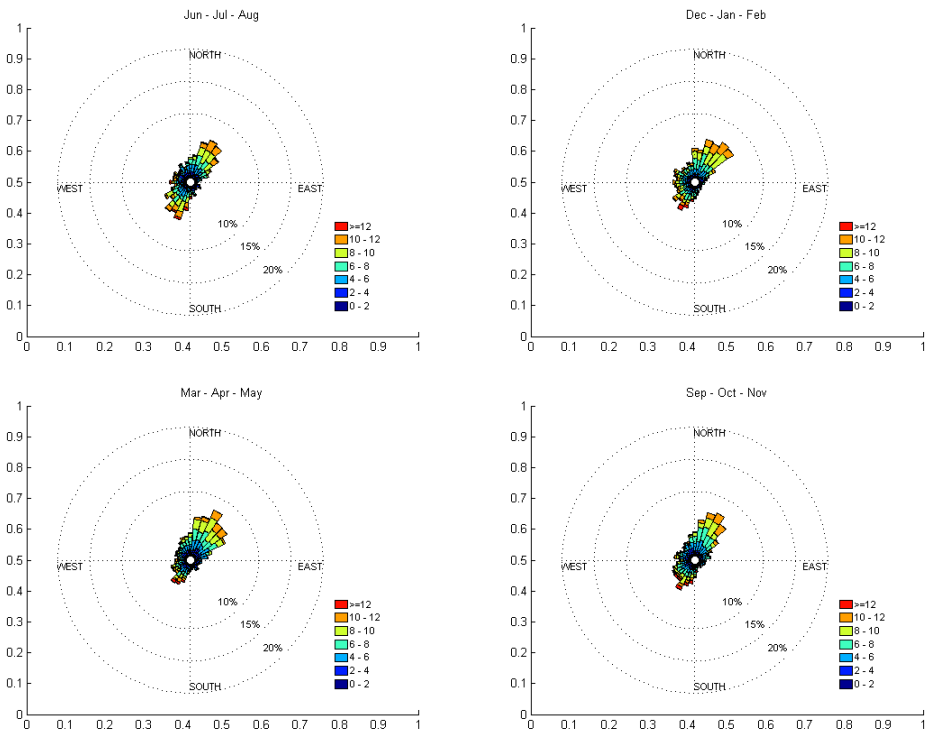 Jun - Jul - Aug
1
0.9
0.8
0.7
0.6
0.5
0.4
0.3
0.2
0.1
0
0 0.1 0.2 0.3 0.4 0.5 0.6 0.7 0.8 0.9 1
NORTH
WEST EAST
SOUTH
10%
15%
20%
>=12
10 - 12
8 - 10
6 - 8
4 - 6
2 - 4
0 - 2
Dec - Jan - Feb
1
0.9
0.8
0.7
0.6
0.5
0.4
0.3
0.2
0.1
0
0 0.1 0.2 0.3 0.4 0.5 0.6 0.7 0.8 0.9 1
NORTH
WEST EAST
SOUTH
10%
15%
20%
>=12
10 - 12
8 - 10
6 - 8
4 - 6
2 - 4
0 - 2
Mar - Apr - May
1
0.9
0.8
0.7
0.6
0.5
0.4
0.3
0.2
0.1
0
0 0.1 0.2 0.3 0.4 0.5 0.6 0.7 0.8 0.9 1
NORTH
WEST EAST
SOUTH
10%
15%
20%
>=12
10 - 12
8 - 10
6 - 8
4 - 6
2 - 4
0 - 2
Sep - Oct - Nov
1
0.9
0.8
0.7
0.6
0.5
0.4
0.3
0.2
0.1
0
0 0.1 0.2 0.3 0.4 0.5 0.6 0.7 0.8 0.9 1
NORTH
WEST EAST
SOUTH
10%
15%
20%
>=12
10 - 12
8 - 10
6 - 8
4 - 6
2 - 4
0 - 2